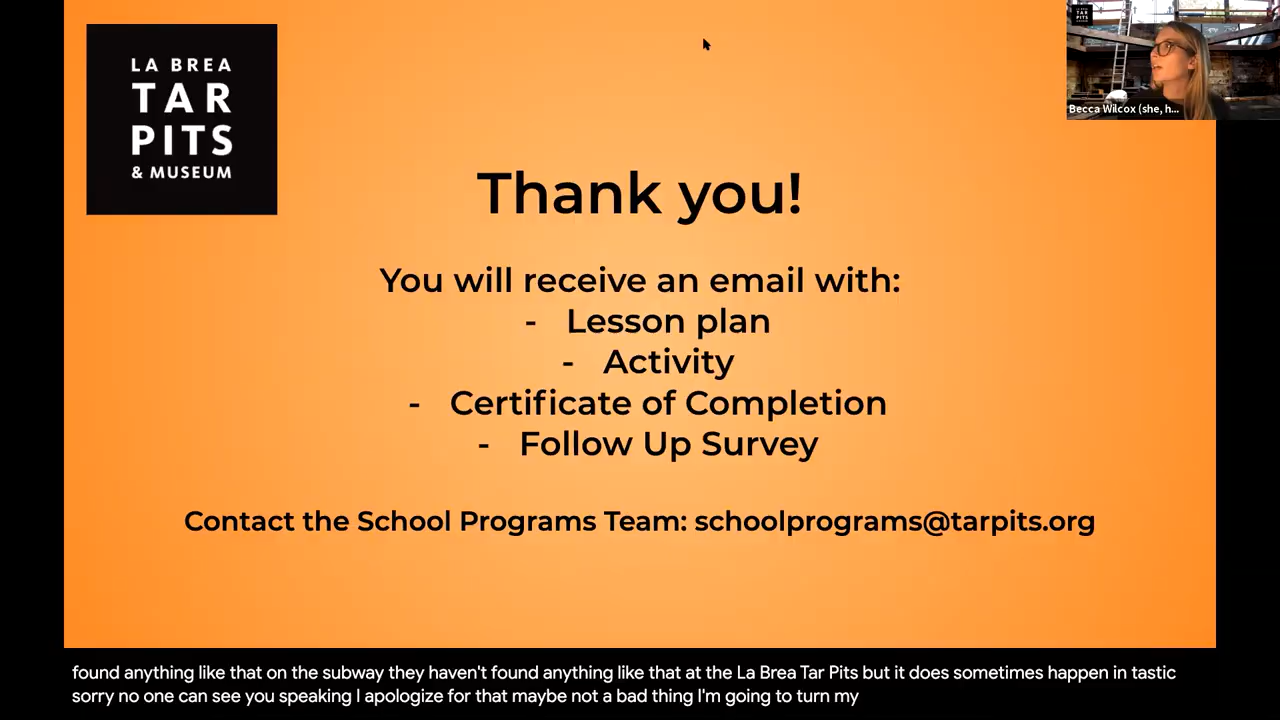 LA BREA
TAR
PITS
& MUSEUM
Becca Wilcox (she, h...
Thank you!
You will receive an email with:
- Lesson plan
- Activity
- Certificate of Completion
- Follow Up Survey
Contact the School Programs Team: schoolprograms@tarpits.org
found anything like that on the subway they haven't found anything like that at the La Brea Tar Pits but it does sometimes happen in tastic
sorry no one can see you speaking I apologize for that maybe not a bad thing I'm going to turn my